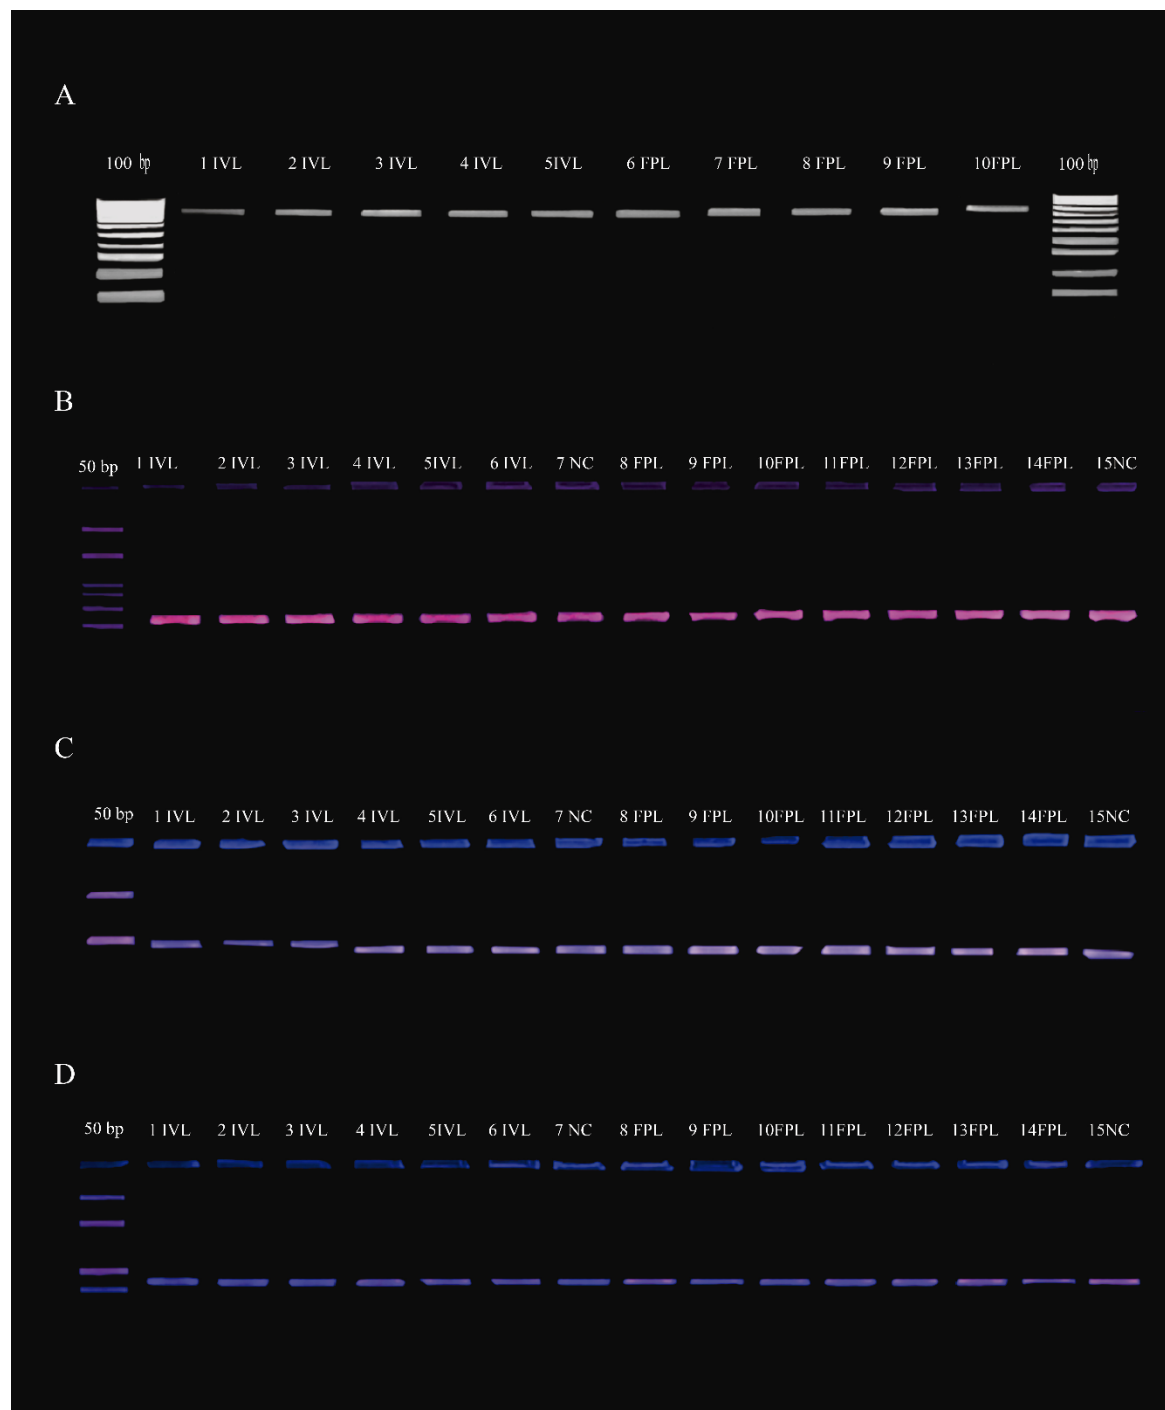 A
100 bp 1 IVL 2 IVL 3 IVL 4 IVL 5IVL 6 FPL 7 FPL 8 FPL 9 FPL 10FPL 100 bp
B
50 bp 1 IVL 2 IVL 3 IVL 4 IVL 5IVL 6 IVL 7 NC 8 FPL 9 FPL 10FPL 11FPL 12FPL 13FPL 14FPL 15NC
C
50 bp 1 IVL 2 IVL 3 IVL 4 IVL 5IVL 6 IVL 7 NC 8 FPL 9 FPL 10FPL 11FPL 12FPL 13FPL 14FPL 15NC
D
50 bp 1 IVL 2 IVL 3 IVL 4 IVL 5IVL 6 IVL 7 NC 8 FPL 9 FPL 10FPL 11FPL 12FPL 13FPL 14FPL 15NC